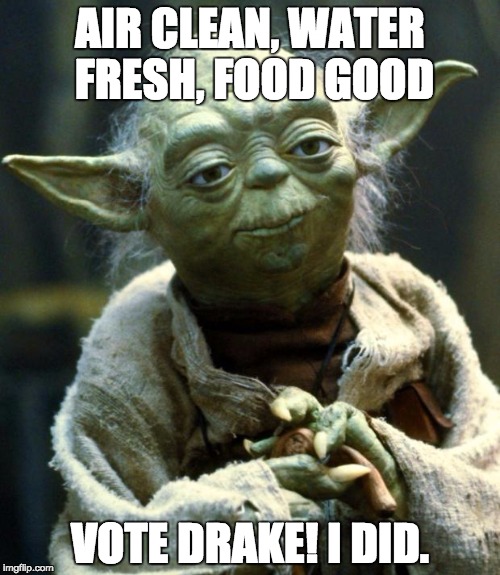 AIR CLEAN, WATER
FRESH, FOOD GOOD
VOTE DRAKE! I DID.
imgflip.com